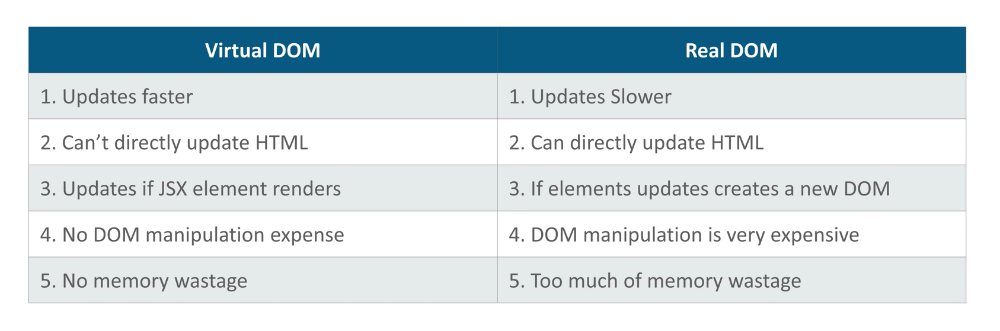 Virtual DOM Real DOM
1. Updates faster 1. Updates Slower
2. Can’t directly update HTML 2. Can directly update HTML
3. Updates if JSX element renders 3. If elements updates creates a new DOM
4. No DOM manipulation expense 4. DOM manipulation is very expensive
5. No memory wastage 5. Too much of memory wastage